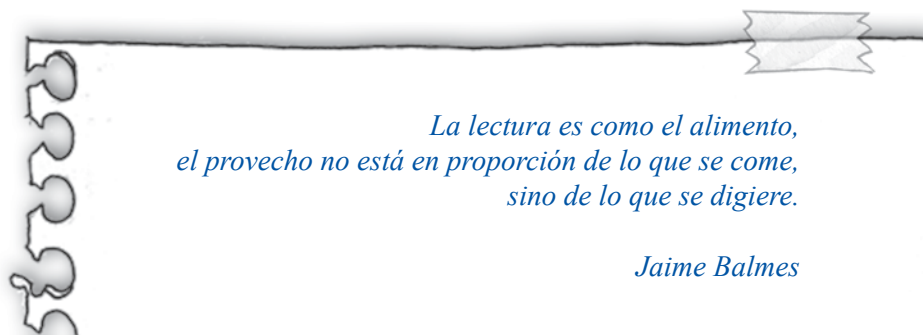 La lectura es como el alimento,
el provecho no está en proporción de lo que se come,
sino de lo que se digiere.
Jaime Balmes